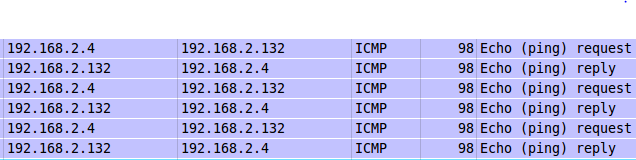 192.168.2.4 192.168.2.132 ICMP 98 Echo (ping) request
192.168.2.132 192.168.2.4 ICMP 98 Echo (ping) reply
192.168.2.4 192.168.2.132 ICMP 98 Echo (ping) request
192.168.2.132 192.168.2.4 ICMP 98 Echo (ping) reply
192.168.2.4 192.168.2.132 ICMP 98 Echo (ping) request
192.168.2.132 192.168.2.4 ICMP 98 Echo (ping) reply